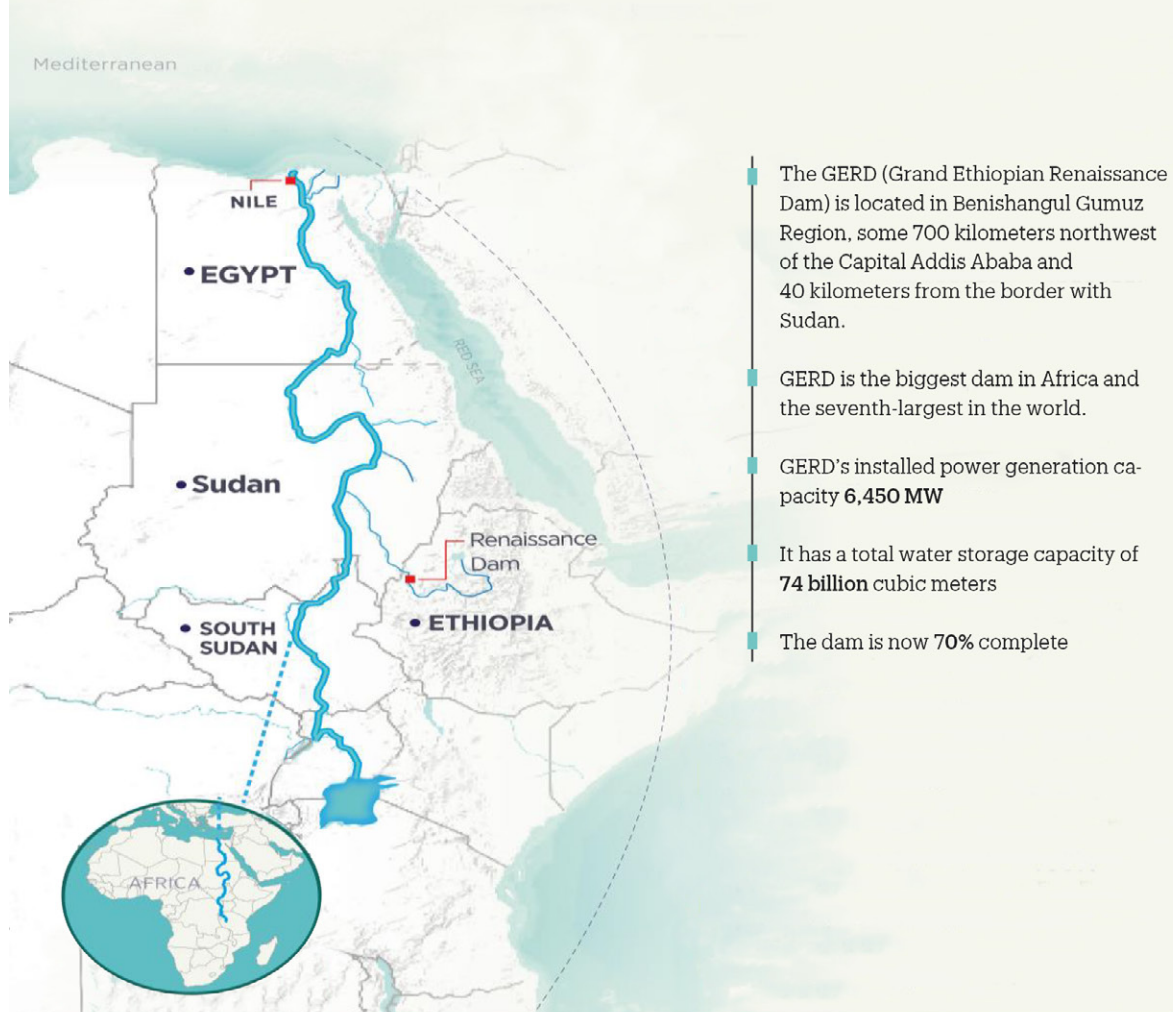 Mediterranean
NILE
EGYPT
RED SEA
Sudan
Renaissance
Dam
ETHIOPIA
SOUTH
SUDAN
AFRICA
The GERD (Grand Ethiopian Renaissance
Dam) is located in Benishangul Gumuz
Region, some 700 kilometers northwest
of the Capital Addis Ababa and
40 kilometers from the border with
Sudan.
GERD is the biggest dam in Africa and
the seventh-largest in the world.
GERD’s installed power generation ca-
pacity 6,450 MW
It has a total water storage capacity of
74 billion cubic meters
The dam is now 70% complete